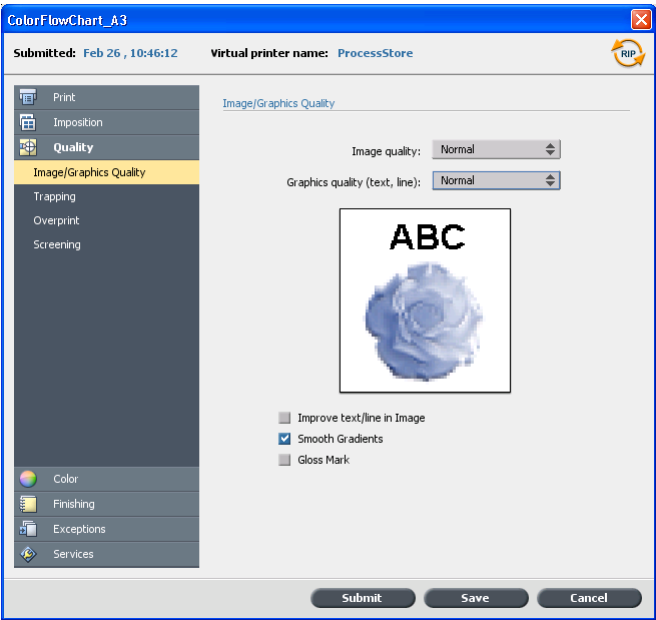 ColorFlowChart_A3
Submitted: Feb 26 , 10:46:12 Virtual printer name: ProcessStore
RIP
Print
Imposition
Quality
Image/Graphics Quality
Trapping
Overprint
Screening
Color
Finishing
Exceptions
Services
Image/Graphics Quality
Image quality: Normal
Graphics quality (text, line): Normal
ABC
Improve text/line in Image
Smooth Gradients
Gloss Mark
Submit Save Cancel